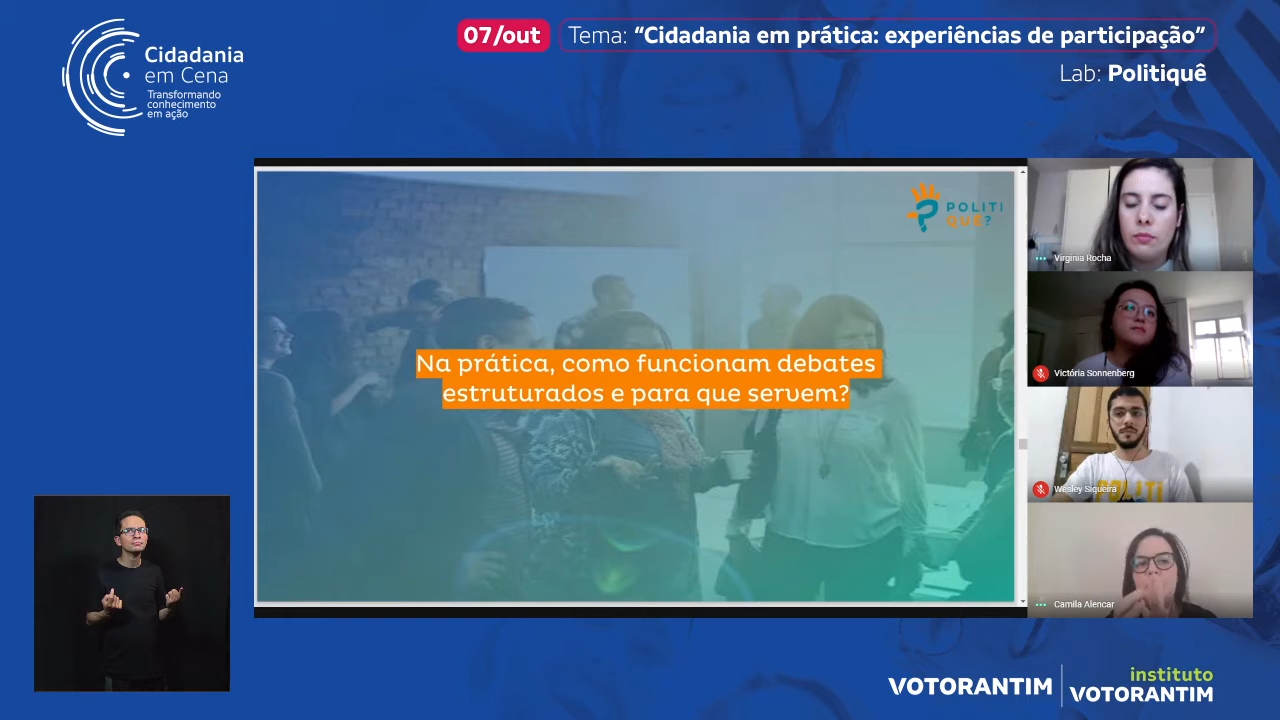 Cidadania
em Cena
Transformando
conhecimento
em ação
07/out
Tema: “Cidadania em prática: experiências de participação”
Lab: Politiquê
POLITI
QUÊ?
Na prática, como funcionam debates
estruturados e para que servem?
Virgínia Rocha
Victória Sonnenberg
POLITI
Wesley Siqueira
Camila Alencar
VOTORANTIM
instituto
VOTORANTIM